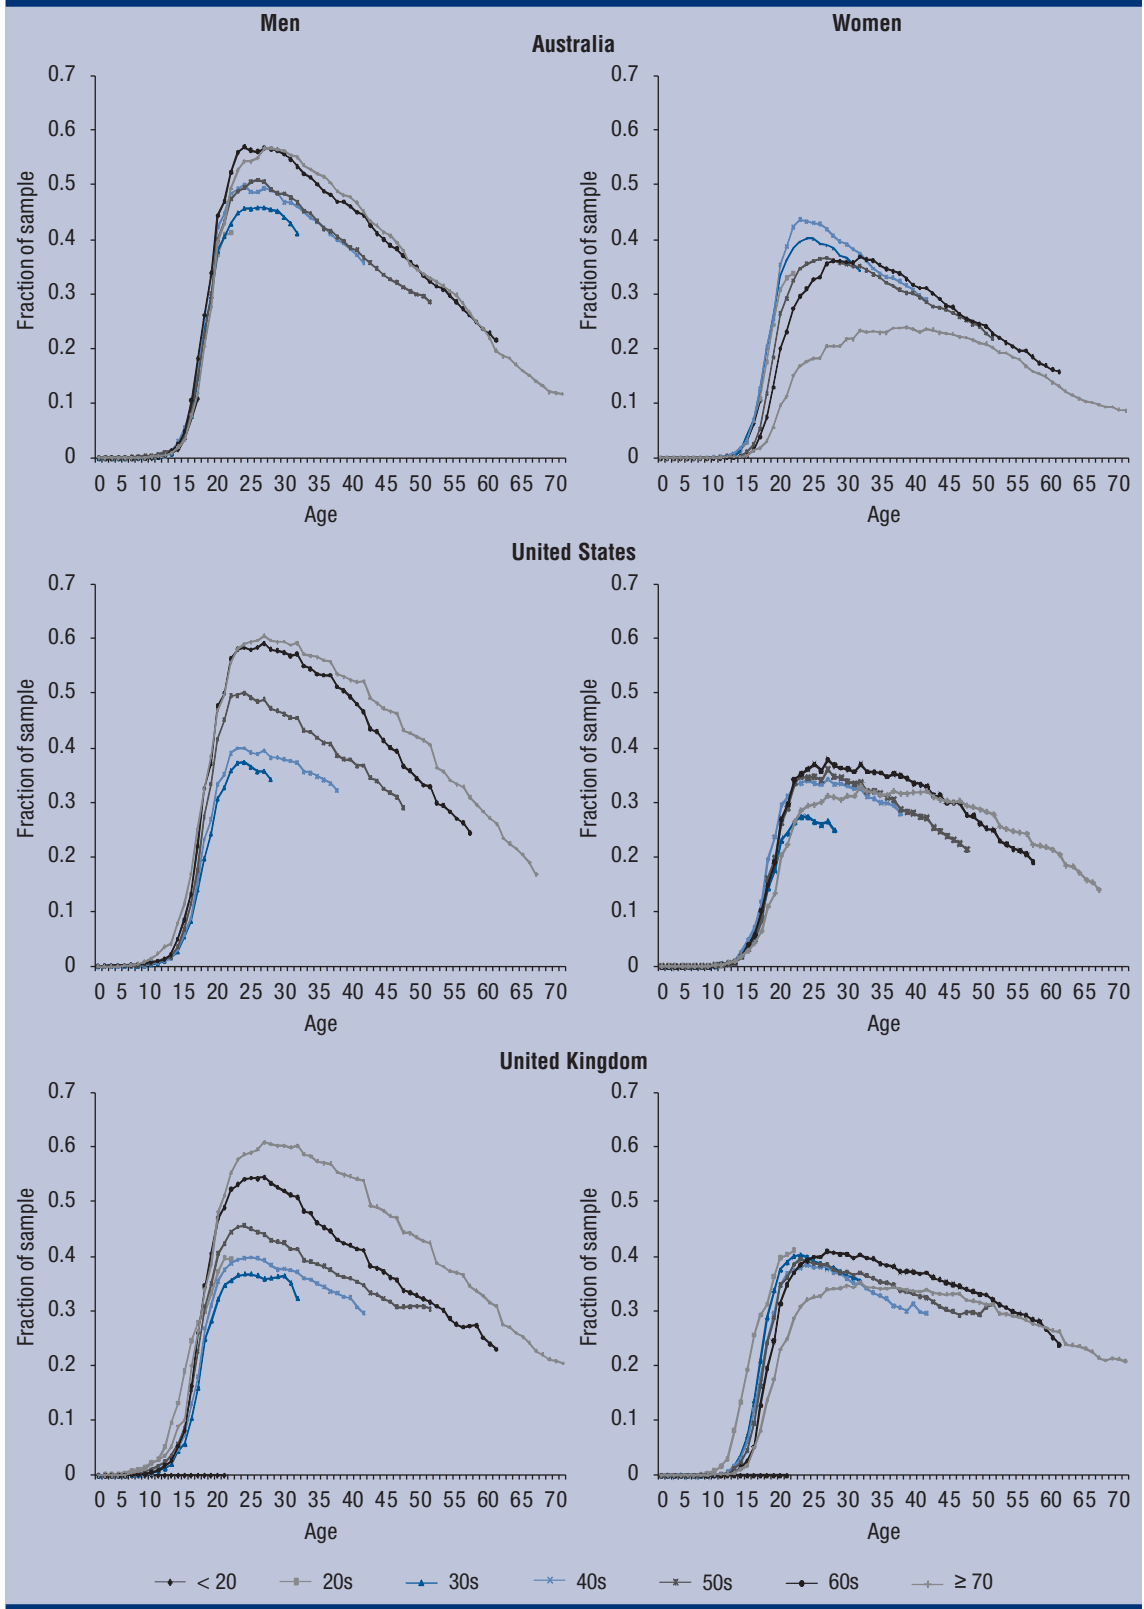 Men Women
Australia
0.7 0.7
0.6 0.6
0.5 0.5
0.4 0.4
0.3 0.3
0.2 0.2
0.1 0.1
0 0
Fraction of sample Fraction of sample
0 5 10 15 20 25 30 35 40 45 50 55 60 65 70 0 5 10 15 20 25 30 35 40 45 50 55 60 65 70
Age Age
United States
0.7 0.7
0.6 0.6
0.5 0.5
0.4 0.4
0.3 0.3
0.2 0.2
0.1 0.1
0 0
Fraction of sample Fraction of sample
0 5 10 15 20 25 30 35 40 45 50 55 60 65 70 0 5 10 15 20 25 30 35 40 45 50 55 60 65 70
Age Age
United Kingdom
0.7 0.7
0.6 0.6
0.5 0.5
0.4 0.4
0.3 0.3
0.2 0.2
0.1 0.1
0 0
Fraction of sample Fraction of sample
0 5 10 15 20 25 30 35 40 45 50 55 60 65 70 0 5 10 15 20 25 30 35 40 45 50 55 60 65 70
Age Age
< 20 20s 30s 40s 50s 60s ≥ 70